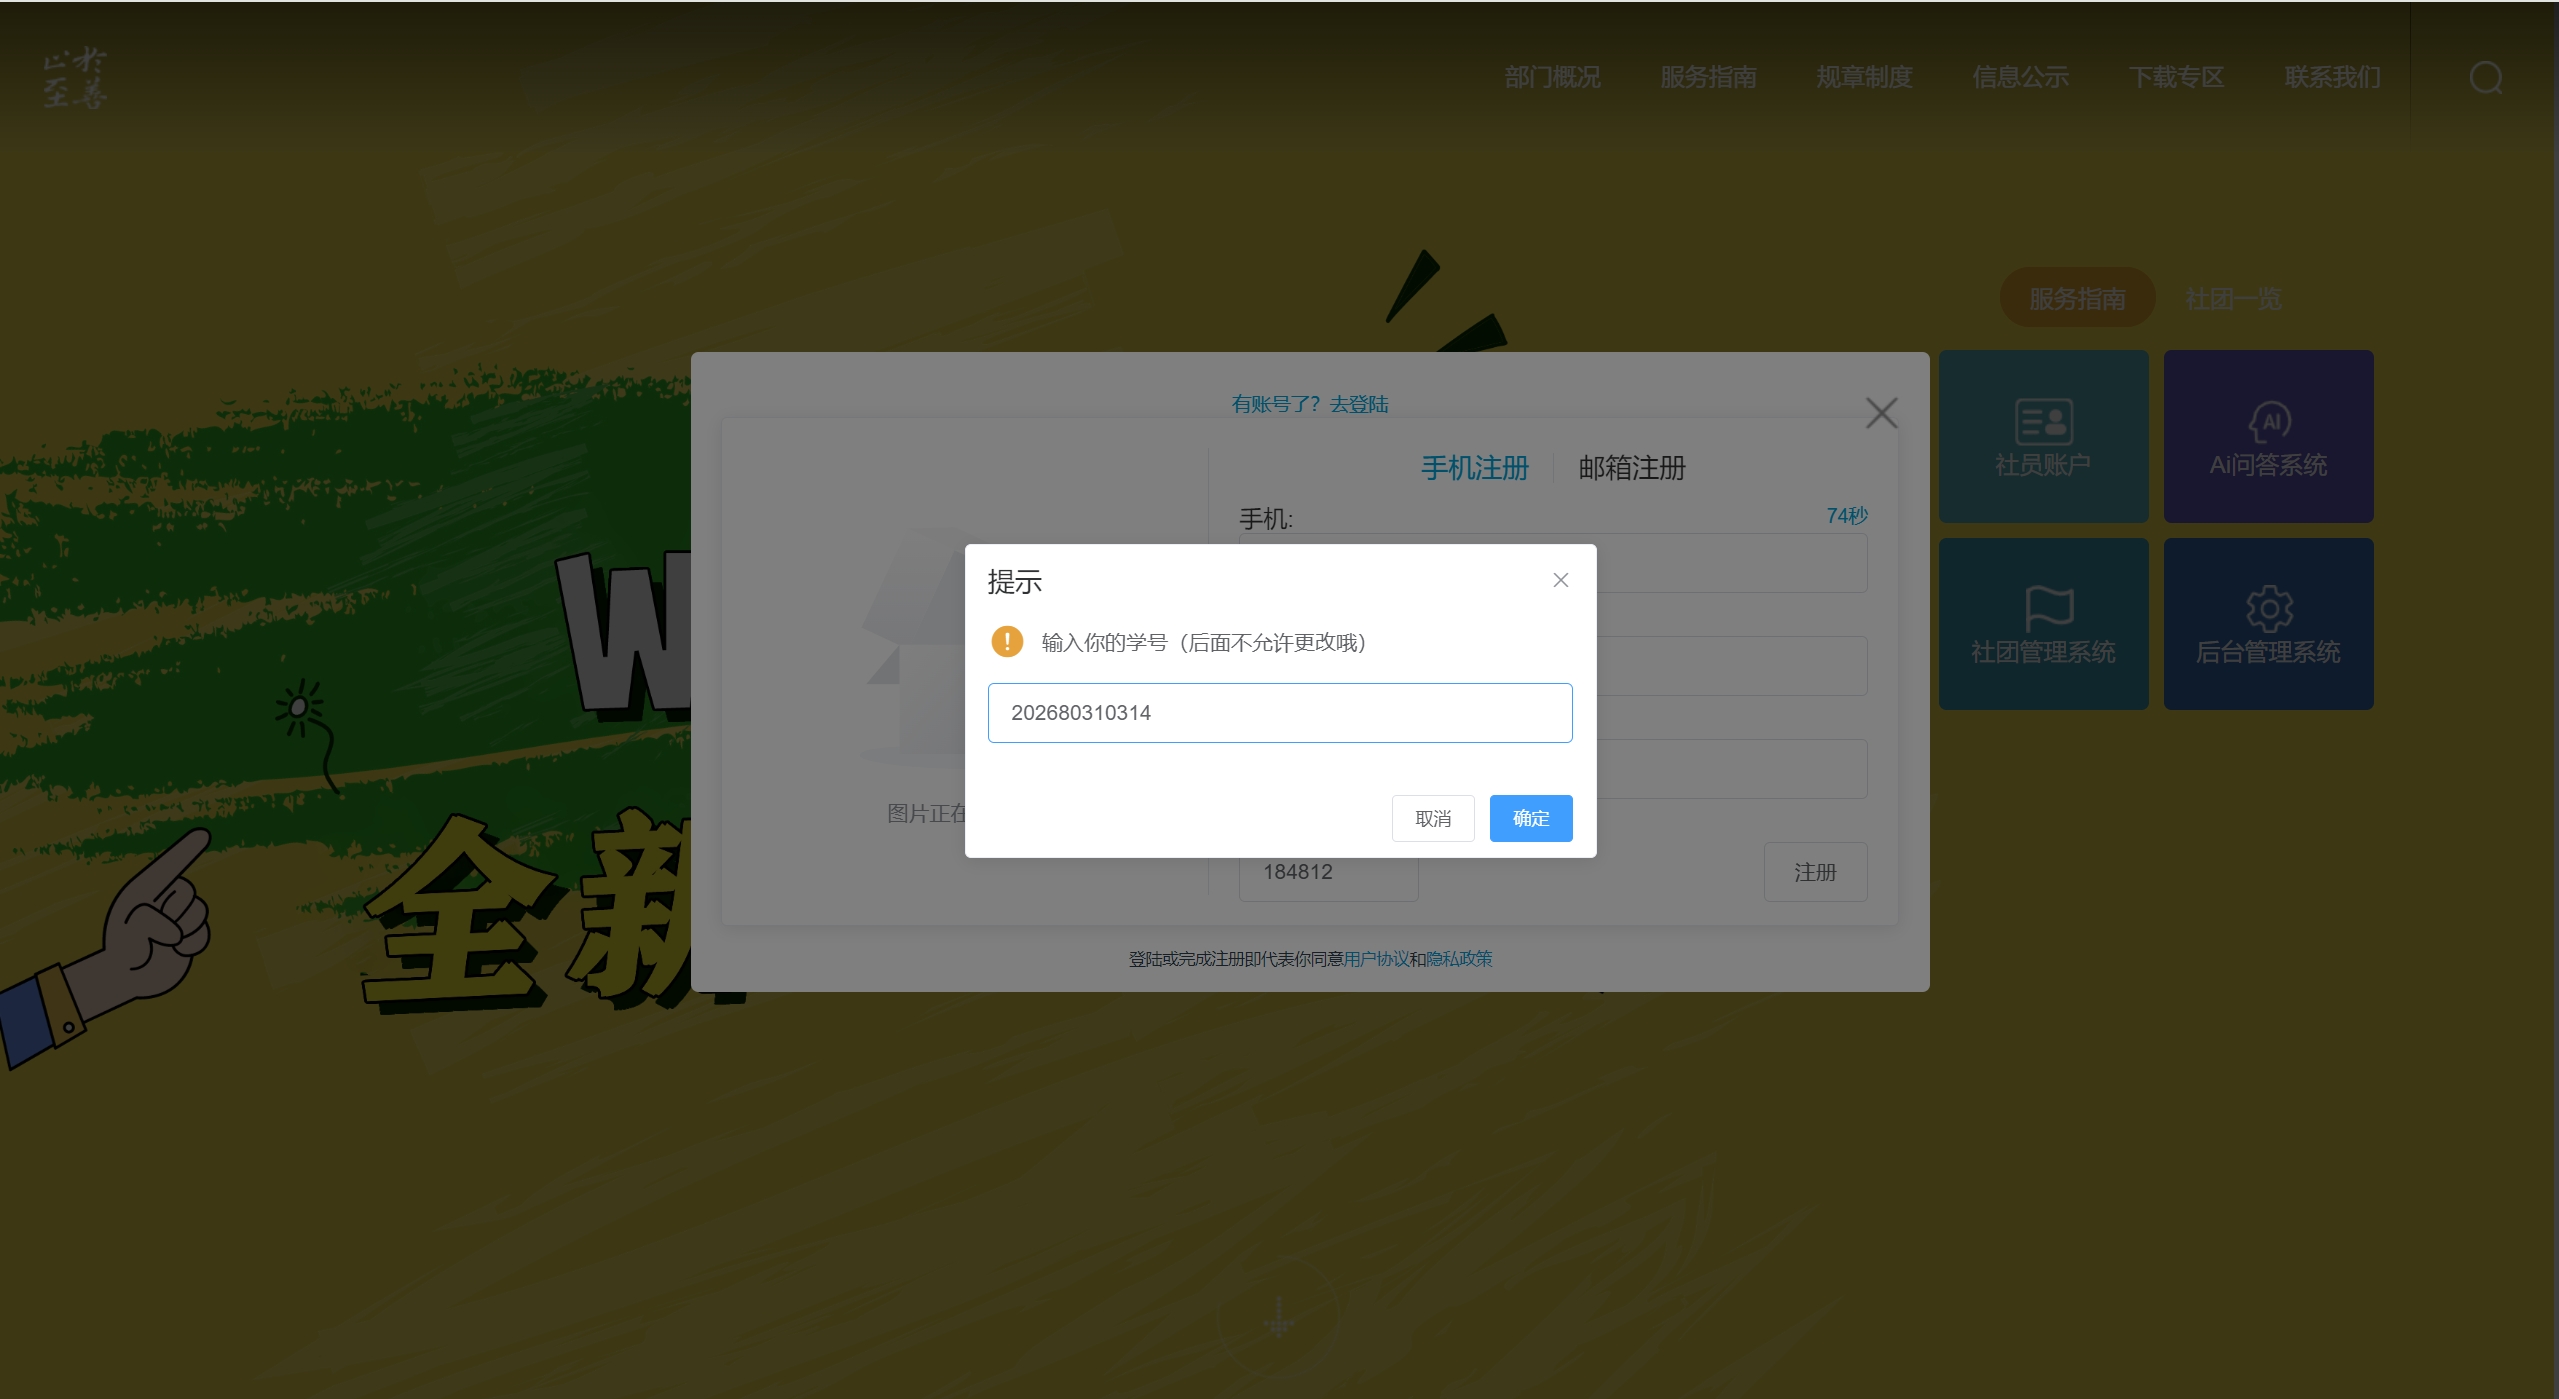 止於
至善
部门概况 服务指南 规章制度 信息公示 下载专区 联系我们
服务指南 社团一览
社员账户 Ai问答系统
社团管理系统 后台管理系统
W
全新
有账号了？去登陆
手机注册 邮箱注册
手机: 74秒
图片正在
提示
输入你的学号（后面不允许更改哦）
202680310314
取消 确定
184812 注册
登陆或完成注册即代表你同意用户协议和隐私政策